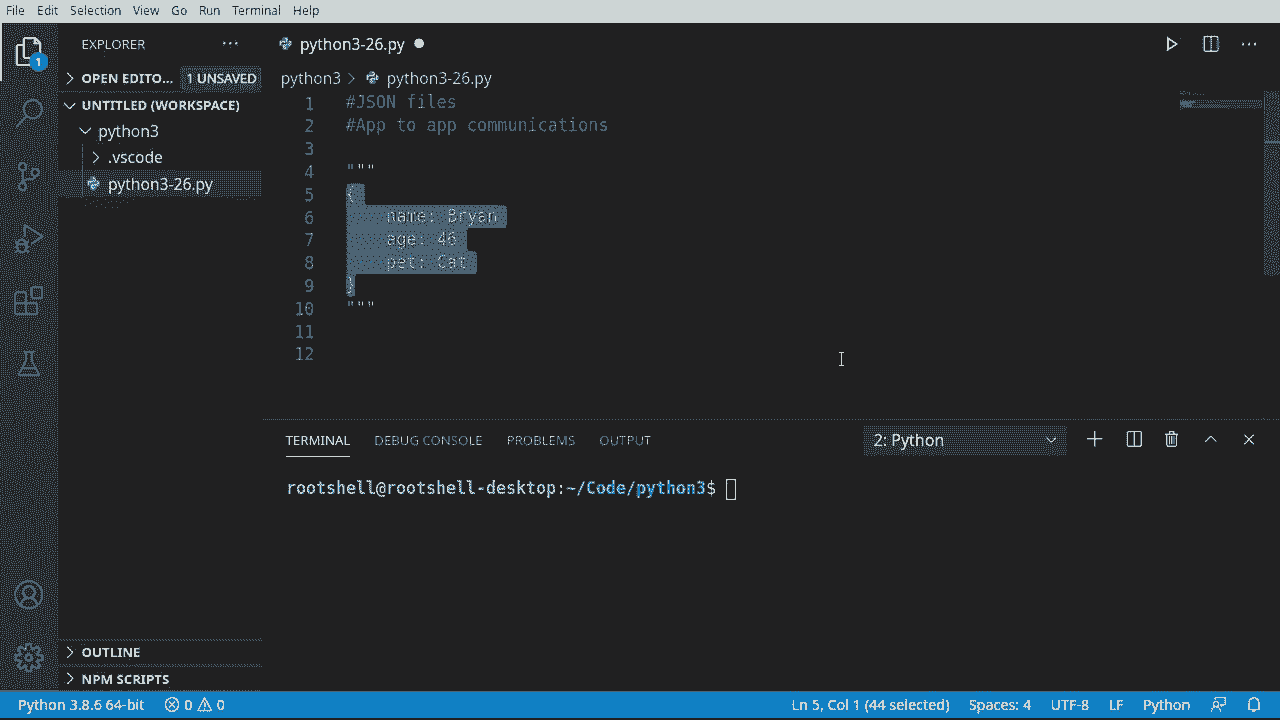 File Edit Selection View Go Run Terminal Help
EXPLORER ···
1
OPEN EDITO... 1 UNSAVED
UNTITLED (WORKSPACE)
python3
.vscode
python3-26.py
OUTLINE
NPM SCRIPTS
python3-26.py
python3 > python3-26.py
1 #JSON files
2 #App to app communications
3
4 """
5 {
6 name: Bryan
7 age: 46
8 pet: Cat
9 }
10 """
11
12
TERMINAL DEBUG CONSOLE PROBLEMS OUTPUT 2: Python
rootshell@rootshell-desktop:~/Code/python3$
Python 3.8.6 64-bit 0 0 Ln 5, Col 1 (44 selected) Spaces: 4 UTF-8 LF Python